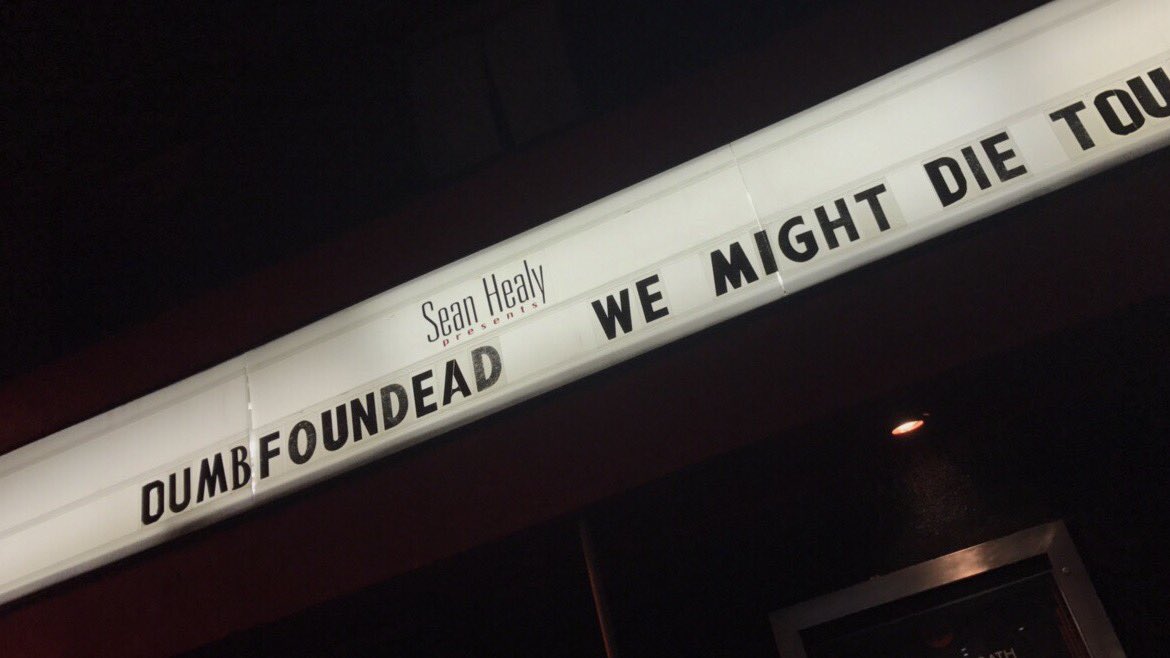 Sean Healy
presents
DUMBFOUNDEAD WE MIGHT DIE TOU